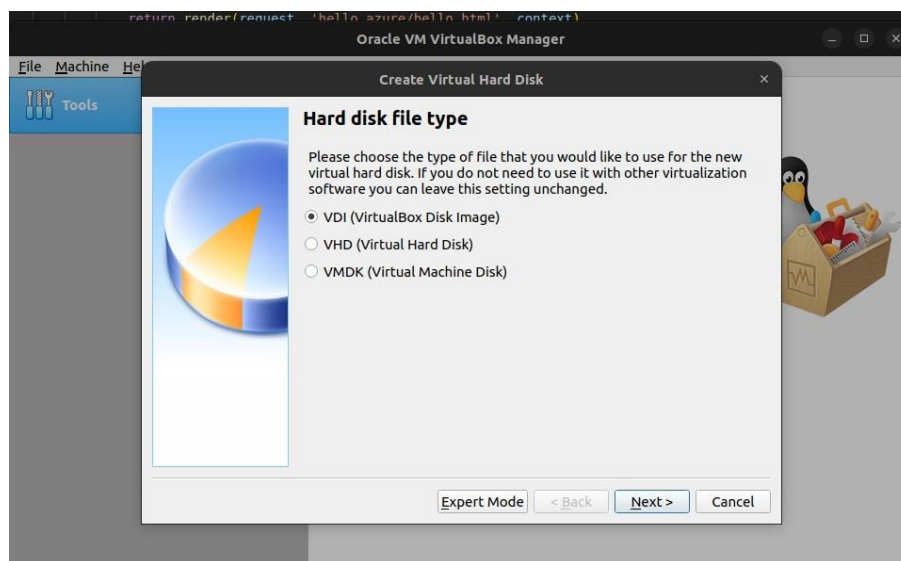 return render(request, 'hello_azure/hello.html', context)
Oracle VM VirtualBox Manager
File Machine He
Create Virtual Hard Disk
Tools
Hard disk file type
Please choose the type of file that you would like to use for the new
virtual hard disk. If you do not need to use it with other virtualization
software you can leave this setting unchanged.
VDI (VirtualBox Disk Image)
VHD (Virtual Hard Disk)
VMDK (Virtual Machine Disk)
Expert Mode < Back Next > Cancel